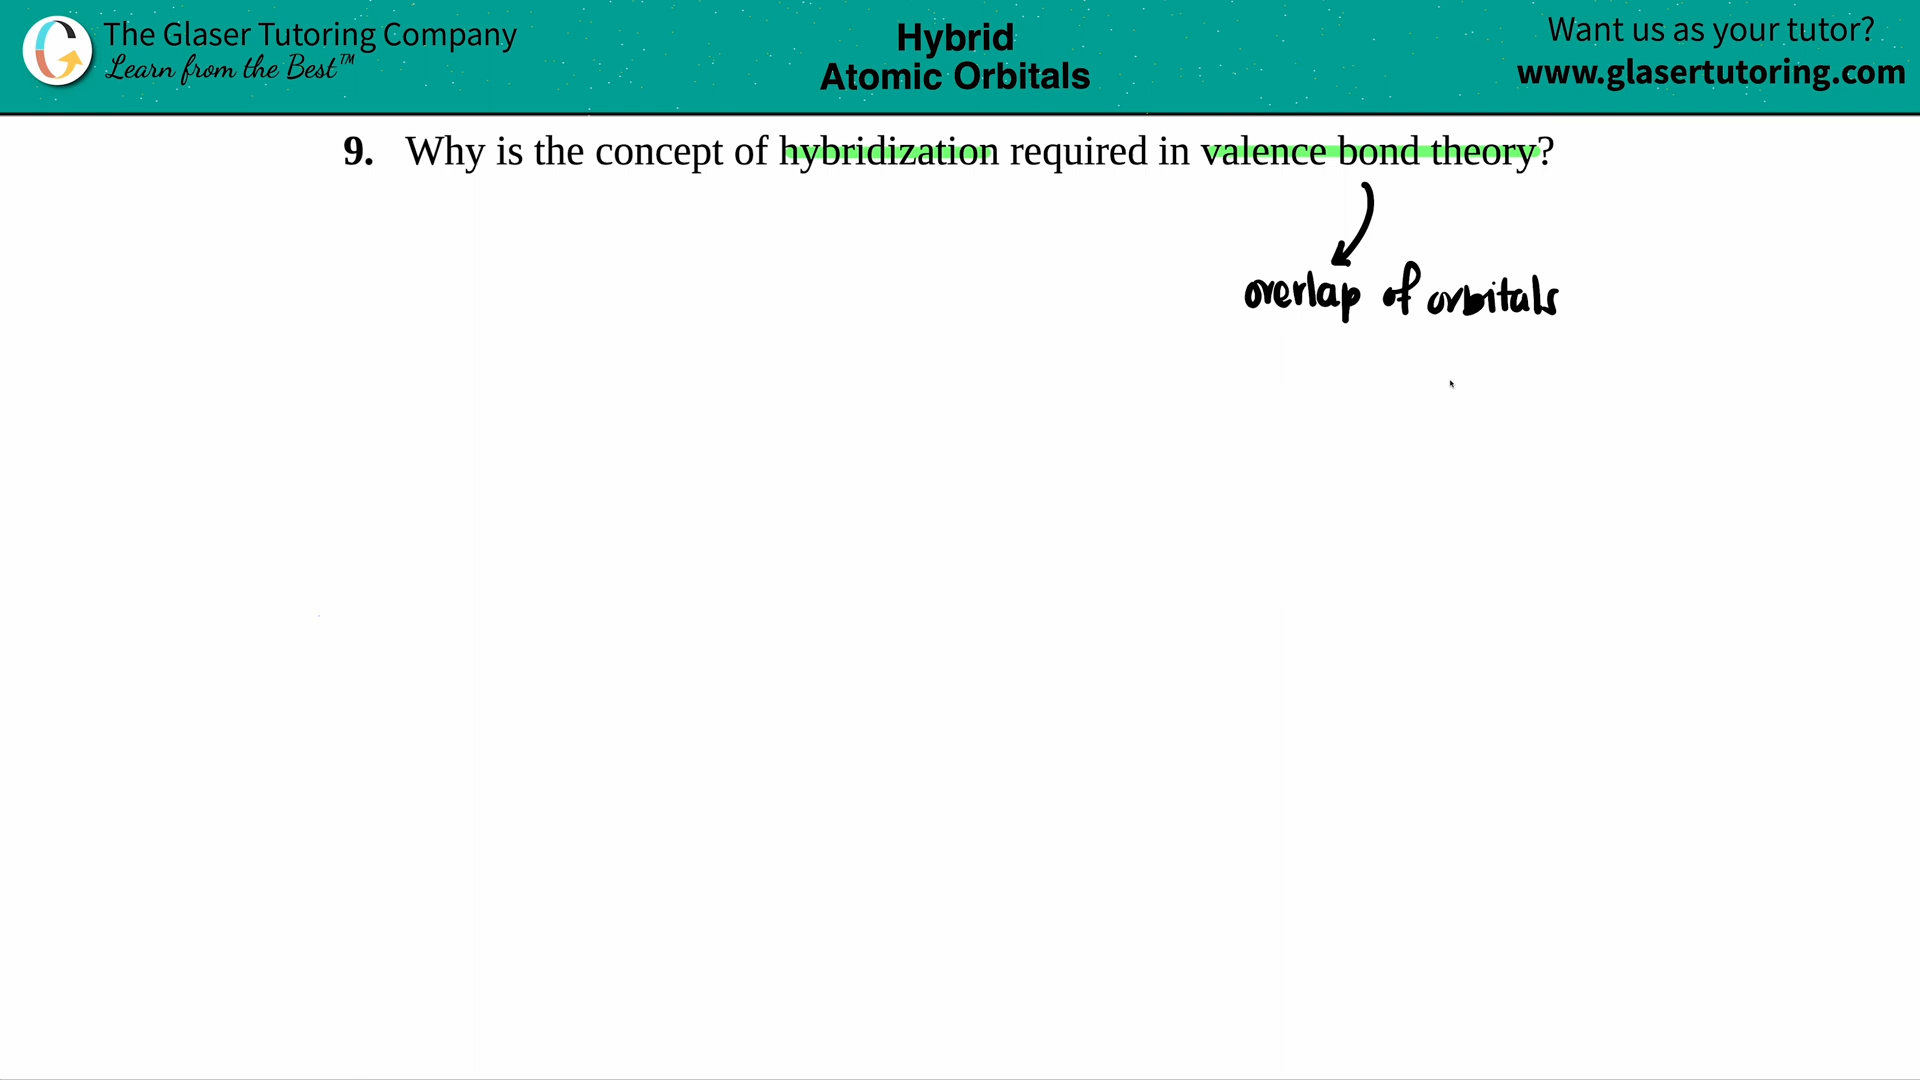 The Glaser Tutoring Company
Learn from the Best™
Hybrid
Atomic Orbitals
Want us as your tutor?
www.glasertutoring.com
9. Why is the concept of hybridization required in valence bond theory?
overlap of orbitals